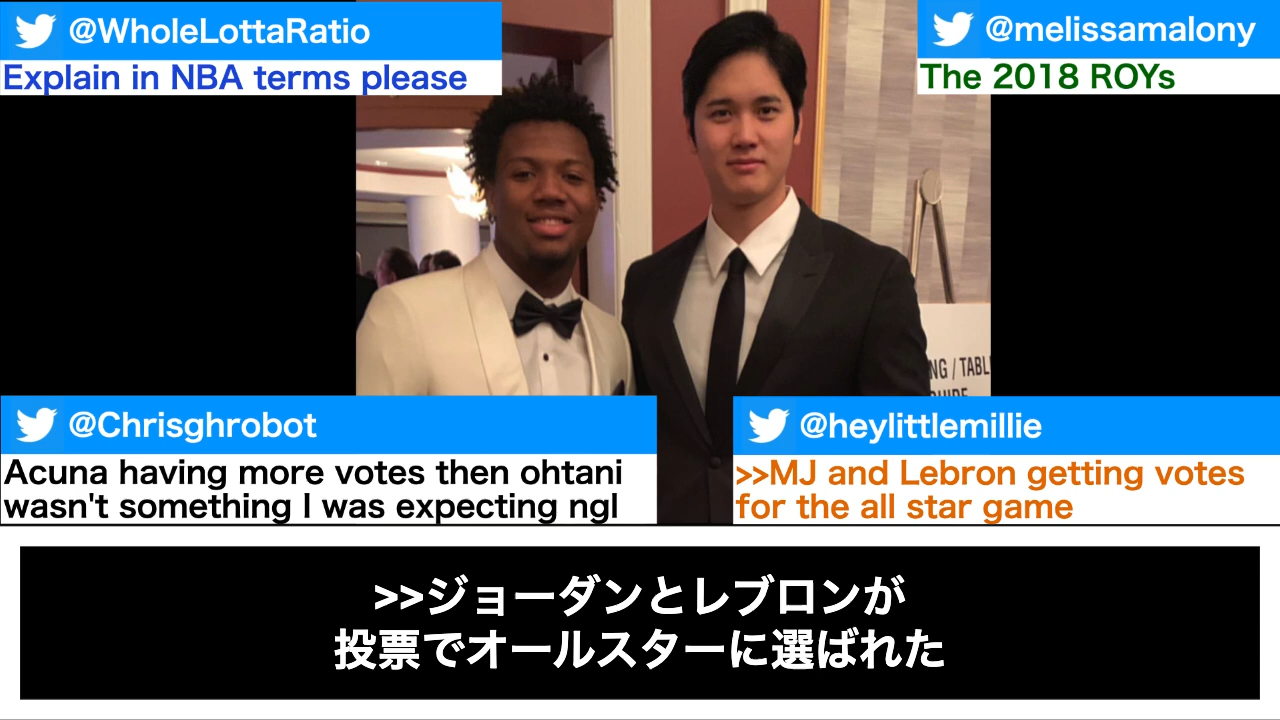 @WholeLottaRatio
Explain in NBA terms please
@melissamalony
The 2018 ROYs
NG / TABL
@Chrisghrobot
Acuna having more votes then ohtani
wasn't something I was expecting ngl
@heylittlemillie
>>MJ and Lebron getting votes
for the all star game
>>ジョーダンとレブロンが
投票でオールスターに選ばれた